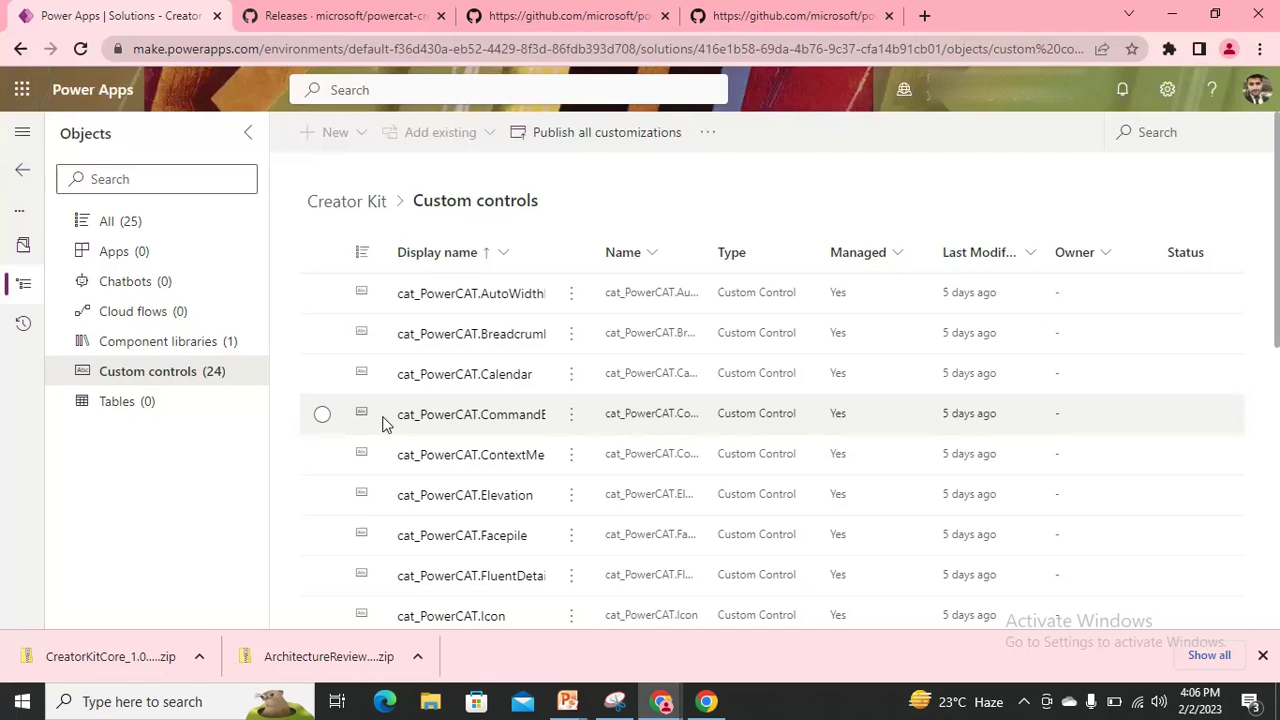 Power Apps | Solutions - Creator
Releases · microsoft/powercat-cr
https://github.com/microsoft/po
https://github.com/microsoft/po
make.powerapps.com/environments/default-f36d430a-eb52-4429-8f3d-86fdb393d708/solutions/416e1b58-69da-4b76-9c37-cfa14b91cb01/objects/custom%20co...
Power Apps
Search
Objects
New
Add existing
Publish all customizations
Search
Search
Creator Kit > Custom controls
All (25)
Apps (0)
Chatbots (0)
Cloud flows (0)
Component libraries (1)
Custom controls (24)
Tables (0)
Display name ↑ Name Type Managed Last Modif... Owner Status
cat_PowerCAT.AutoWidthl cat_PowerCAT.Au... Custom Control Yes 5 days ago -
cat_PowerCAT.Breadcruml cat_PowerCAT.Br... Custom Control Yes 5 days ago -
cat_PowerCAT.Calendar cat_PowerCAT.Ca... Custom Control Yes 5 days ago -
cat_PowerCAT.CommandE cat_PowerCAT.Co... Custom Control Yes 5 days ago -
cat_PowerCAT.ContextMe cat_PowerCAT.Co... Custom Control Yes 5 days ago -
cat_PowerCAT.Elevation cat_PowerCAT.El... Custom Control Yes 5 days ago -
cat_PowerCAT.Facepile cat_PowerCAT.Fa... Custom Control Yes 5 days ago -
cat_PowerCAT.FluentDetai cat_PowerCAT.Fl... Custom Control Yes 5 days ago -
cat_PowerCAT.Icon cat_PowerCAT.Icon Custom Control Yes 5 days ago -
Activate Windows
Go to Settings to activate Windows.
CreatorKitCore_1.0.....zip
ArchitectureReview....zip
Show all
Type here to search
23°C Haze
4:06 PM
2/2/2023
3